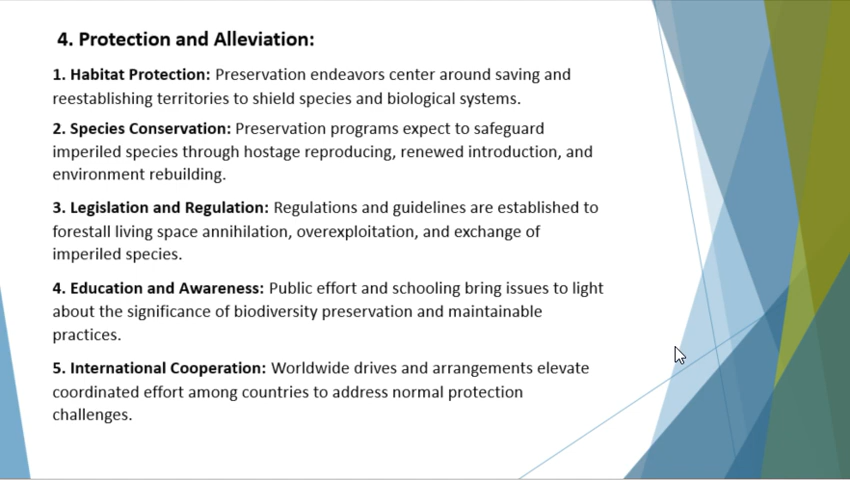 4. Protection and Alleviation:
1. Habitat Protection: Preservation endeavors center around saving and
reestablishing territories to shield species and biological systems.
2. Species Conservation: Preservation programs expect to safeguard
imperiled species through hostage reproducing, renewed introduction, and
environment rebuilding.
3. Legislation and Regulation: Regulations and guidelines are established to
forestall living space annihilation, overexploitation, and exchange of
imperiled species.
4. Education and Awareness: Public effort and schooling bring issues to light
about the significance of biodiversity preservation and maintainable
practices.
5. International Cooperation: Worldwide drives and arrangements elevate
coordinated effort among countries to address normal protection
challenges.